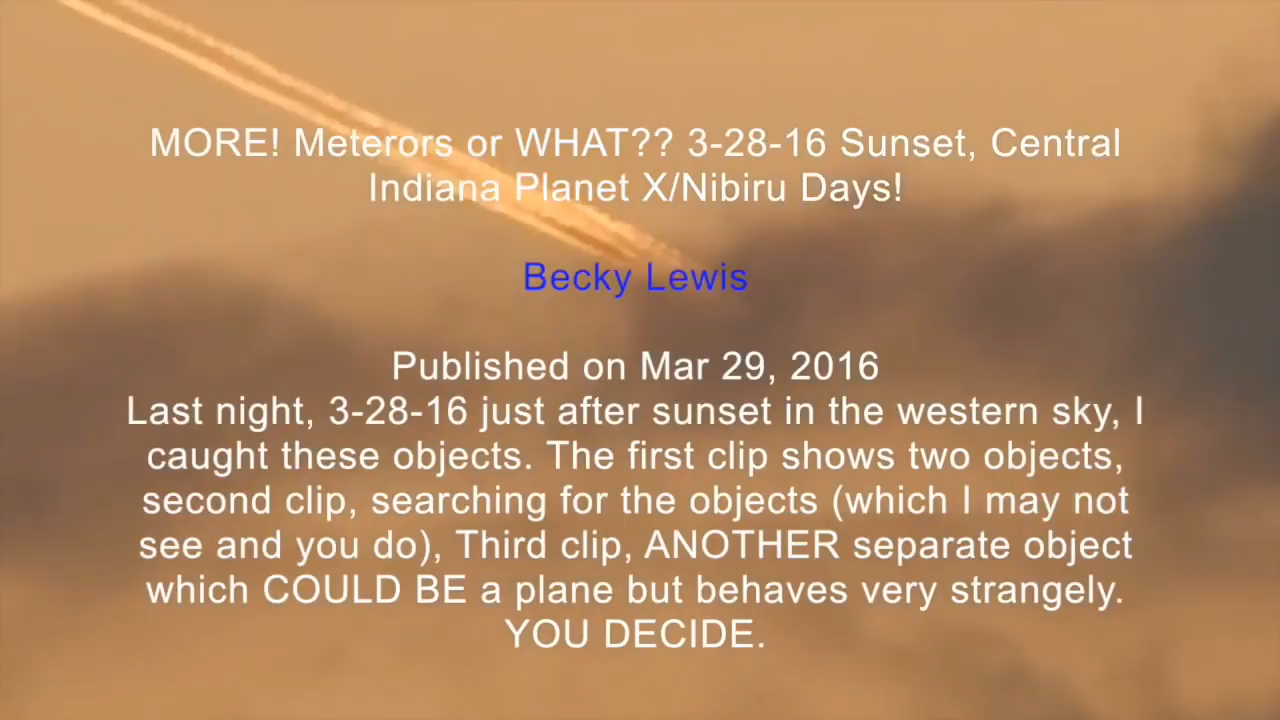 MORE! Meterors or WHAT?? 3-28-16 Sunset, Central
Indiana Planet X/Nibiru Days!
Becky Lewis
Published on Mar 29, 2016
Last night, 3-28-16 just after sunset in the western sky, I
caught these objects. The first clip shows two objects,
second clip, searching for the objects (which I may not
see and you do), Third clip, ANOTHER separate object
which COULD BE a plane but behaves very strangely.
YOU DECIDE.